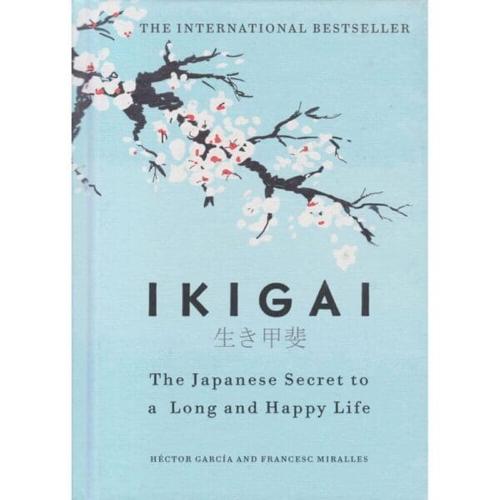 THE INTERNATIONAL BESTSELLER
IKIGAI
生き甲斐
The Japanese Secret to
a Long and Happy Life
HÉCTOR GARCÍA AND FRANCESC MIRALLES